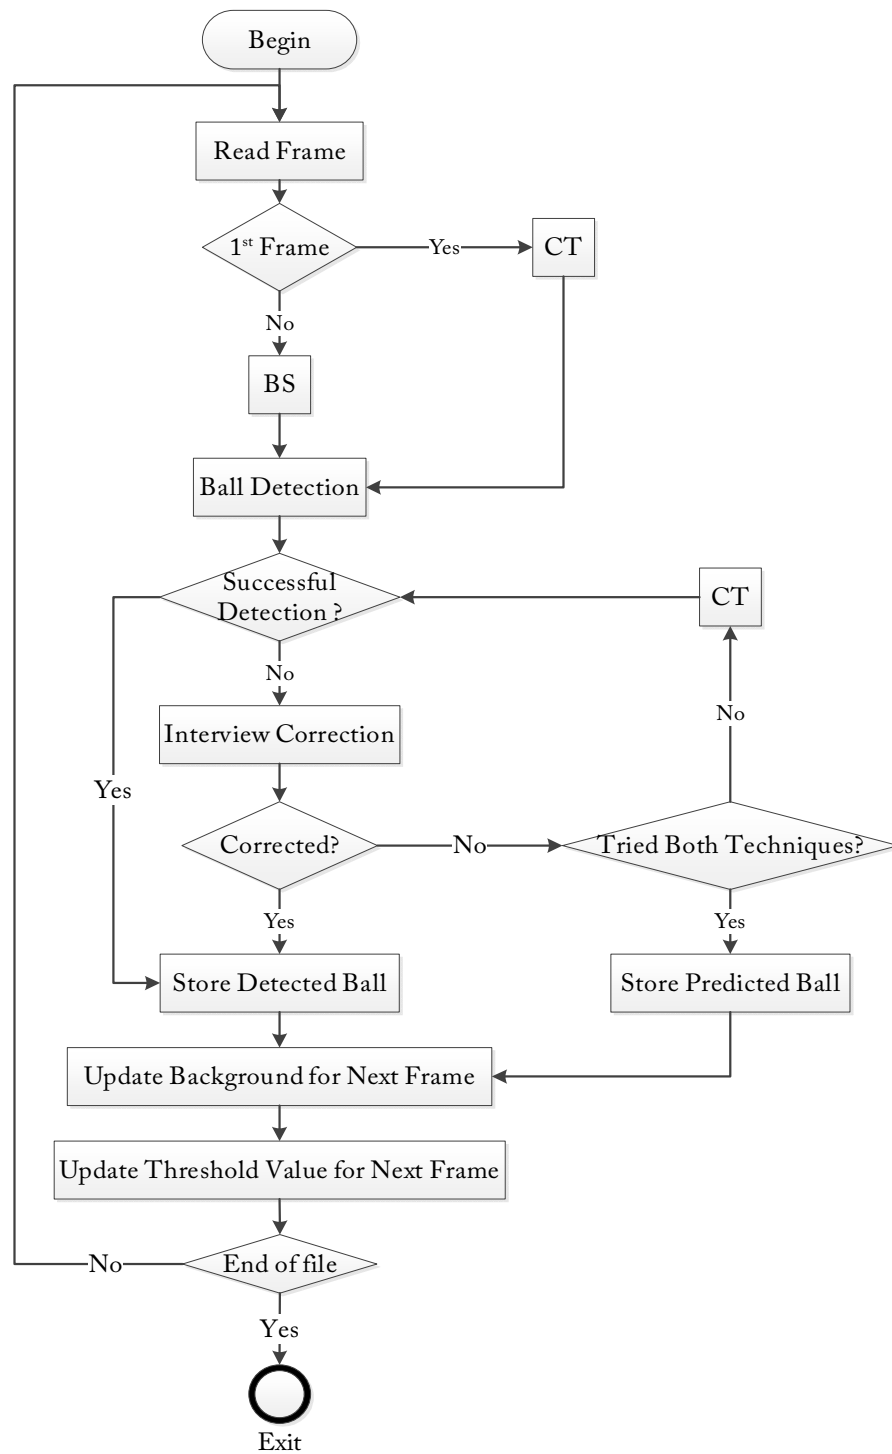 Begin
Read Frame
1st Frame
Yes
CT
No
BS
Ball Detection
Successful
Detection ?
CT
No
Interview Correction
No
Yes
Corrected?
No
Tried Both Techniques?
Yes
Yes
Store Detected Ball
Store Predicted Ball
Update Background for Next Frame
Update Threshold Value for Next Frame
No
End of file
Yes
Exit